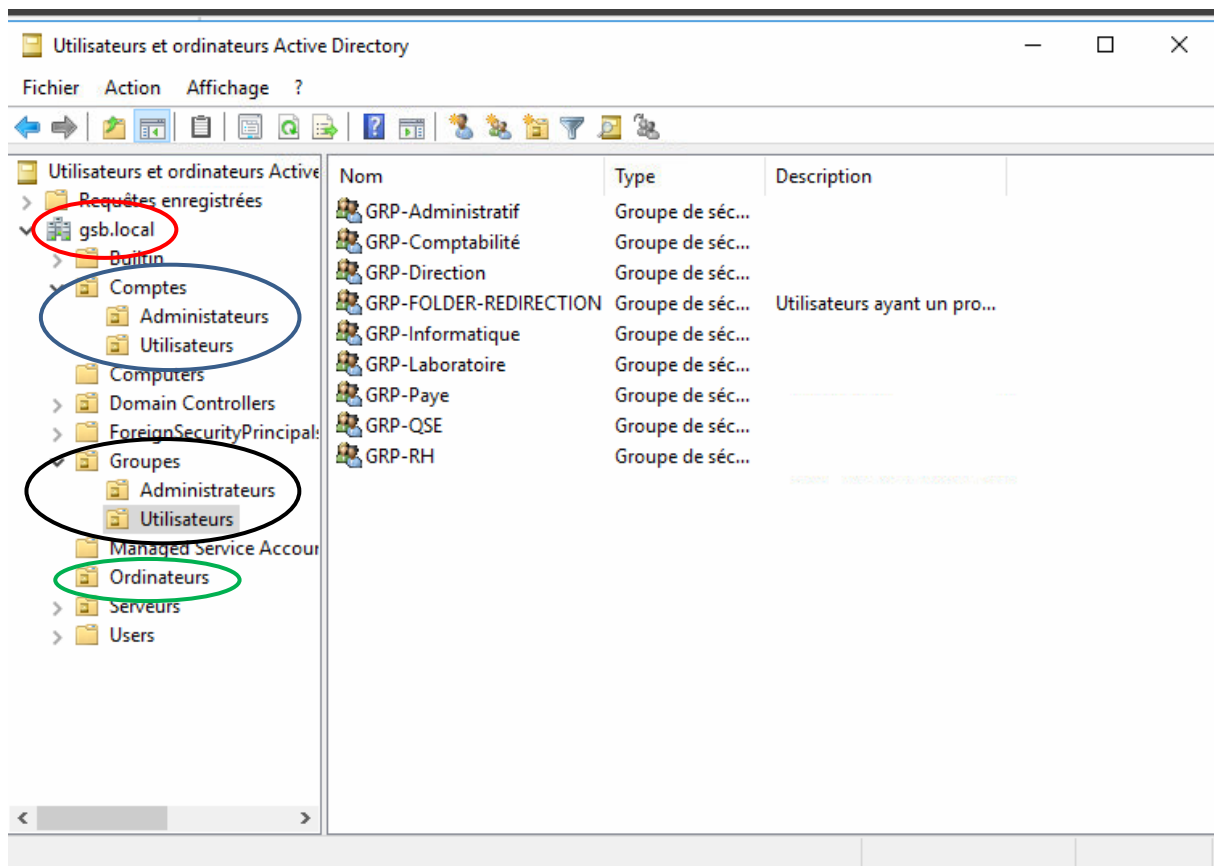 Utilisateurs et ordinateurs Active Directory
Fichier Action Affichage ?
Utilisateurs et ordinateurs Active
Requêtes enregistrées
gsb.local
Builtin
Comptes
Administateurs
Utilisateurs
Computers
Domain Controllers
ForeignSecurityPrincipals
Groupes
Administrateurs
Utilisateurs
Managed Service Accour
Ordinateurs
Serveurs
Users
Nom Type Description
GRP-Administratif Groupe de séc...
GRP-Comptabilité Groupe de séc...
GRP-Direction Groupe de séc...
GRP-FOLDER-REDIRECTION Groupe de séc... Utilisateurs ayant un pro...
GRP-Informatique Groupe de séc...
GRP-Laboratoire Groupe de séc...
GRP-Paye Groupe de séc...
GRP-QSE Groupe de séc...
GRP-RH Groupe de séc...